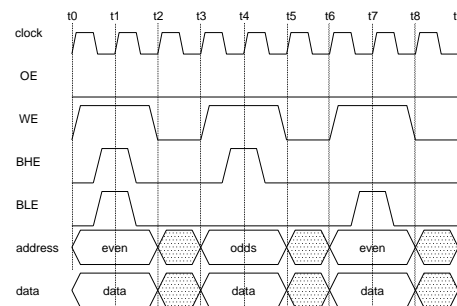 t0 t1 t2 t3 t4 t5 t6 t7 t8 t
clock
OE
WE
BHE
BLE
address even odds even
data data data data